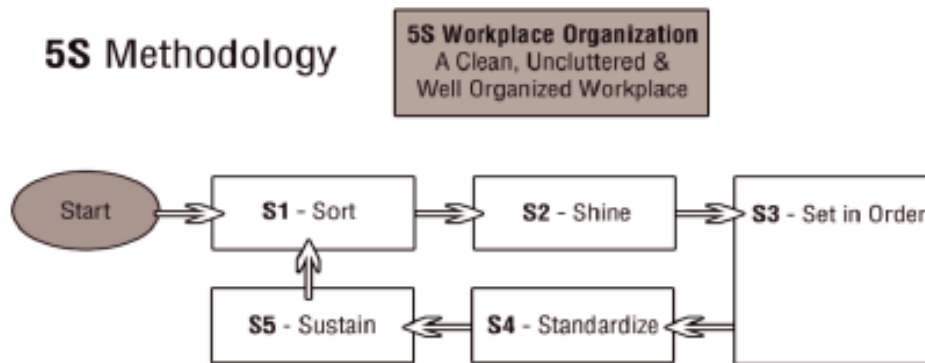 5S Methodology
5S Workplace Organization
A Clean, Uncluttered &
Well Organized Workplace
Start
S1 - Sort
S2 - Shine
S3 - Set in Order
S5 - Sustain
S4 - Standardize